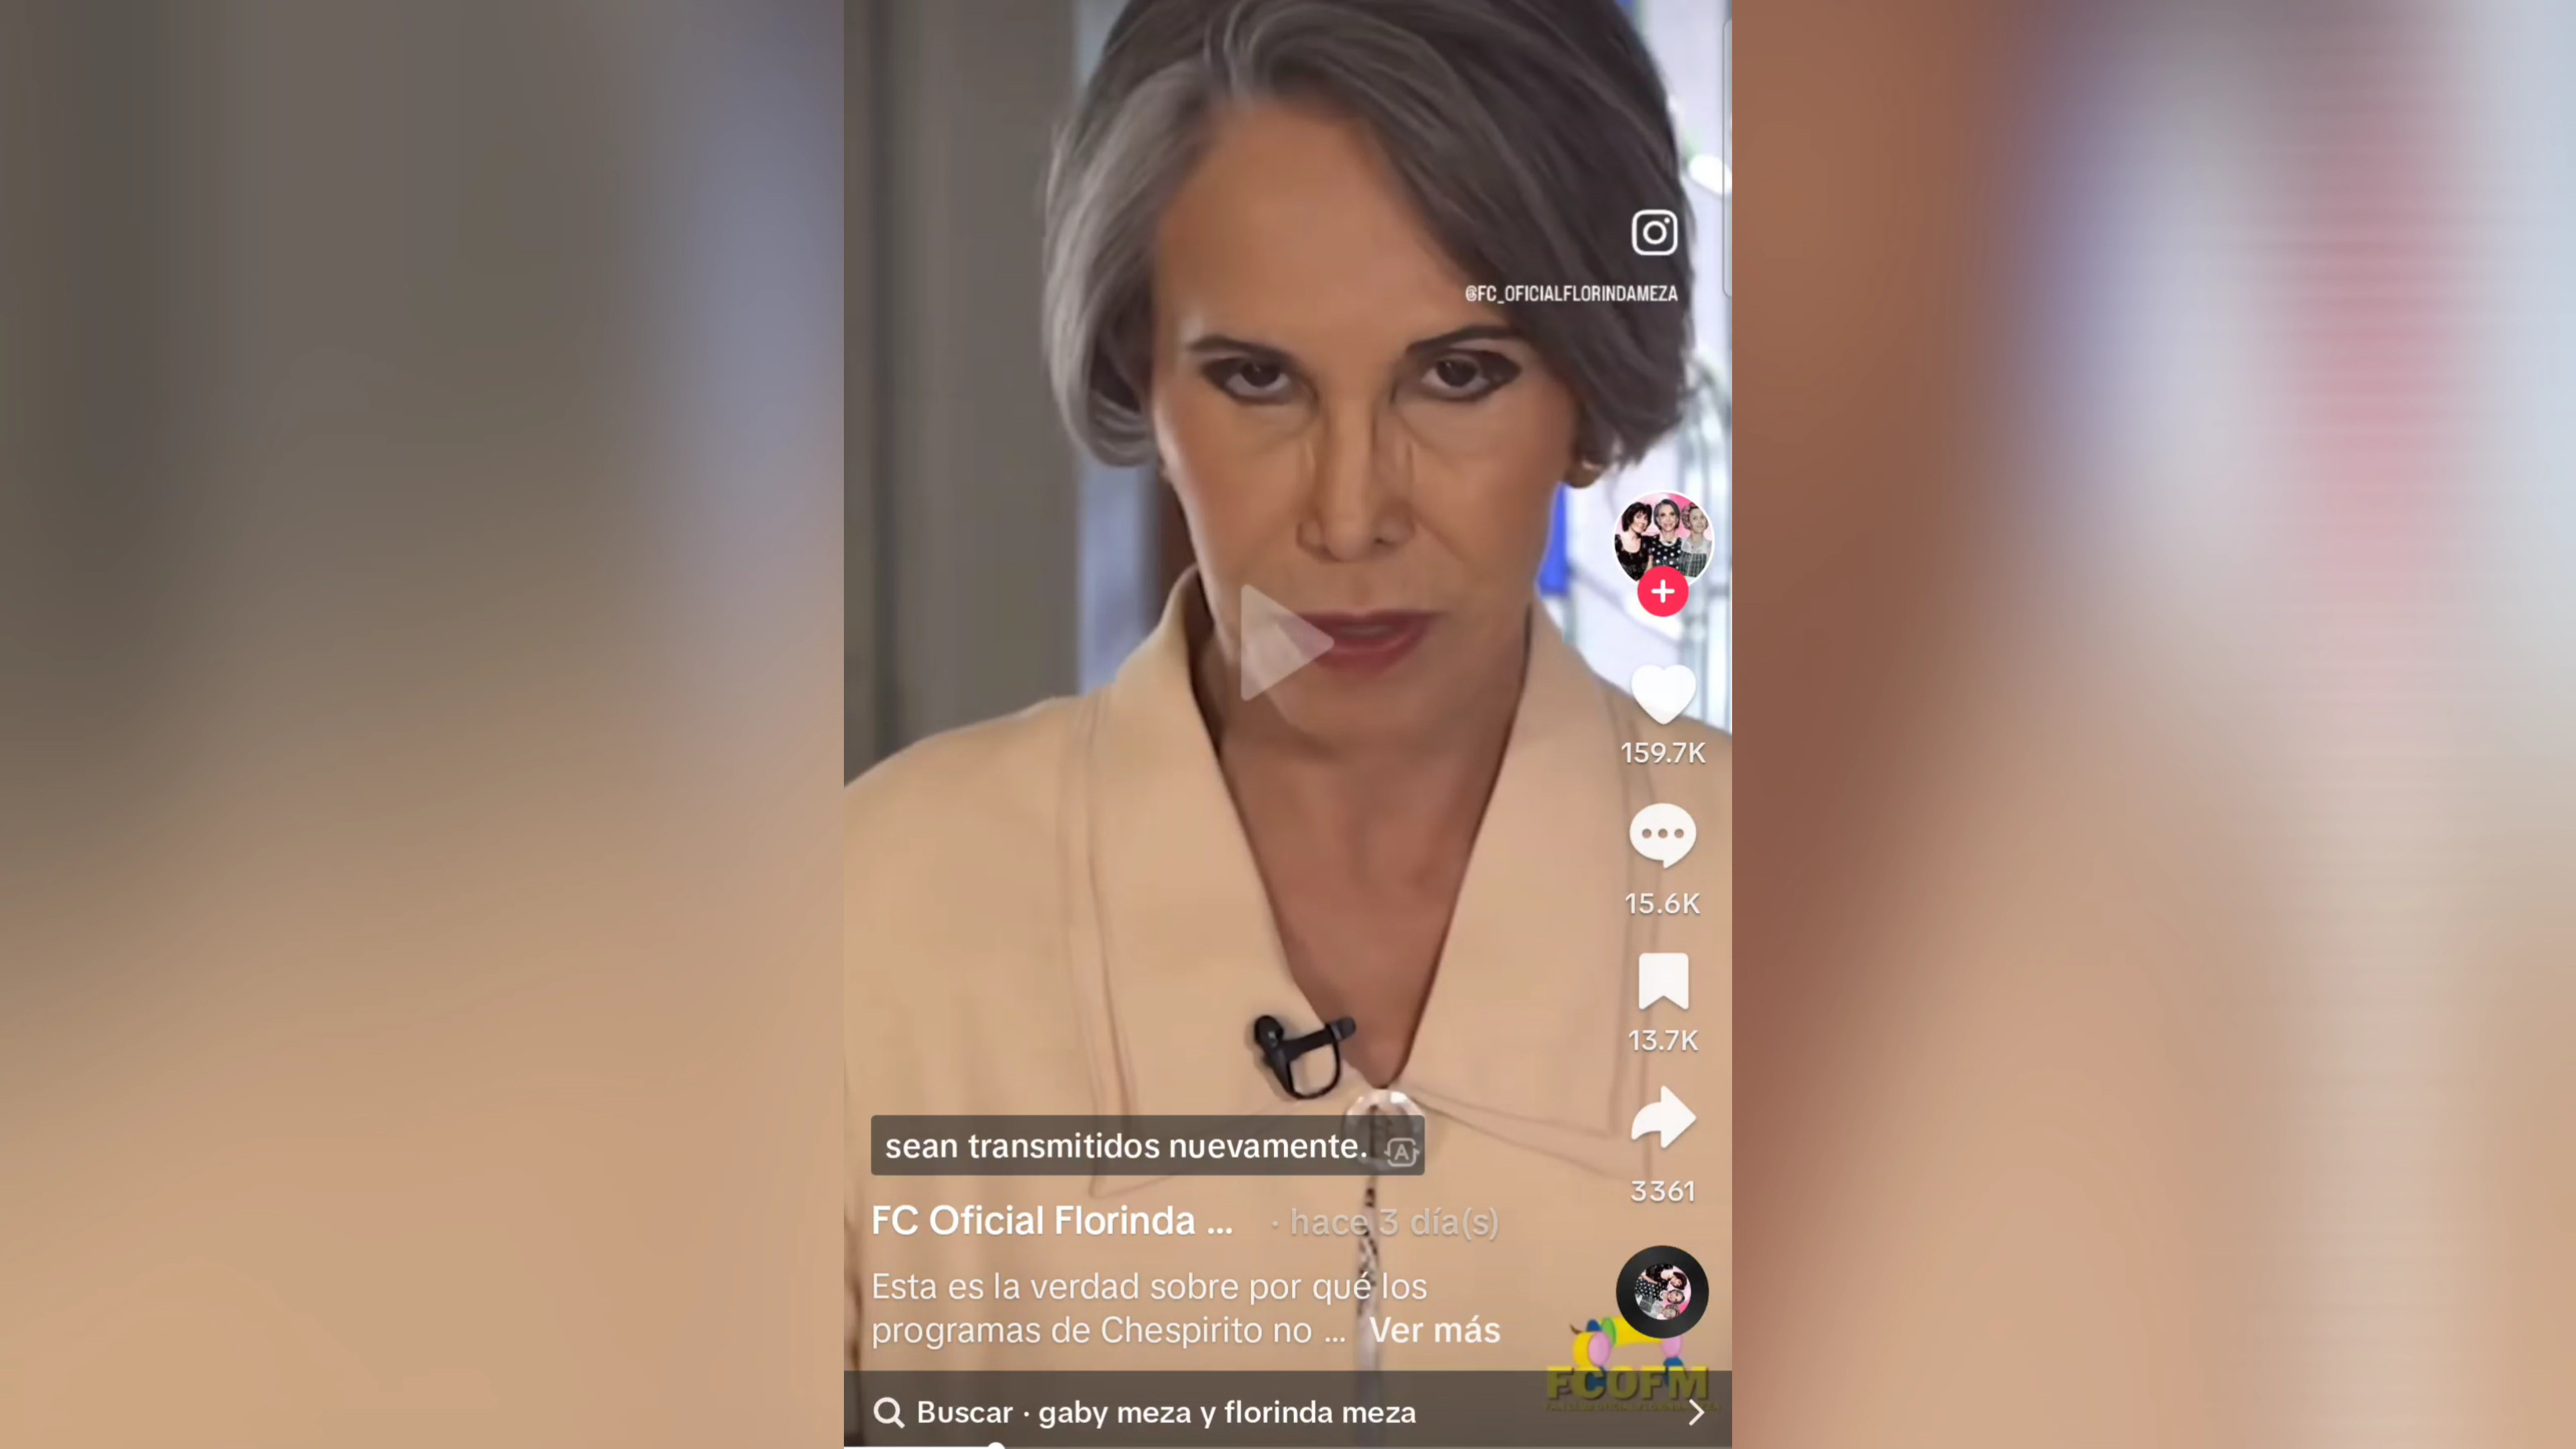 @FC_OFICIALFLORINDAMEZA
159.7K
15.6K
13.7K
3361
sean transmitidos nuevamente.
A
FC Oficial Florinda ... · hace 3 día(s)
Esta es la verdad sobre por qué los
programas de Chespirito no ... Ver más
FCOFM
Buscar · gaby meza y florinda meza